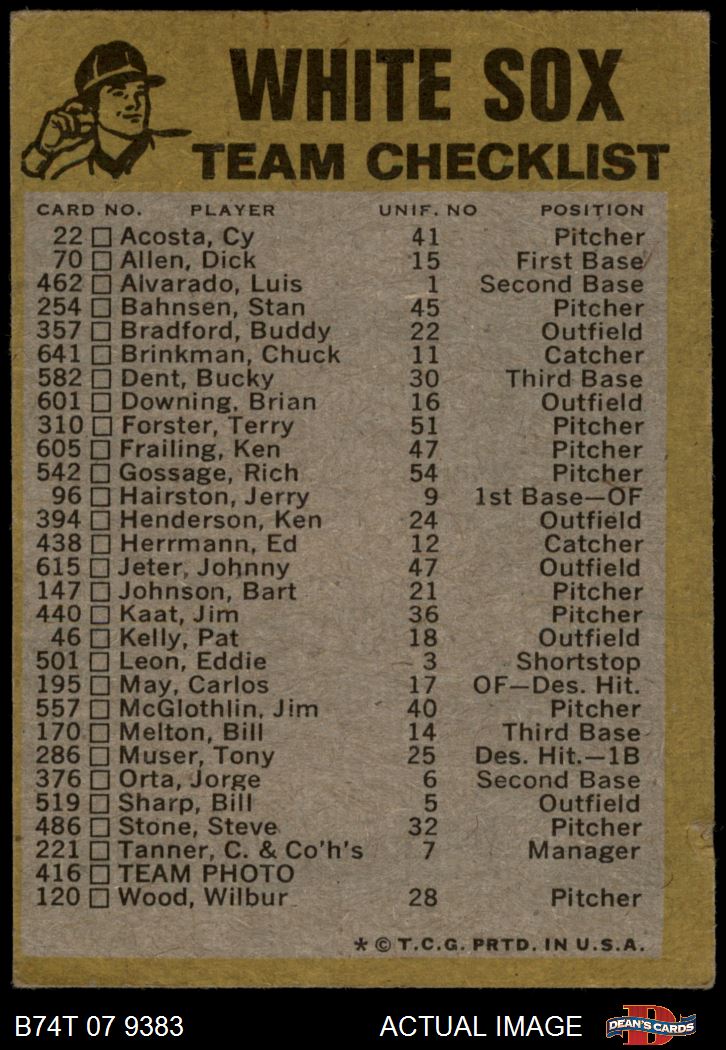 WHITE SOX
TEAM CHECKLIST
CARD NO. PLAYER UNIF. NO POSITION
22 Acosta, Cy 41 Pitcher
70 Allen, Dick 15 First Base
462 Alvarado, Luis 1 Second Base
254 Bahnsen, Stan 45 Pitcher
357 Bradford, Buddy 22 Outfield
641 Brinkman, Chuck 11 Catcher
582 Dent, Bucky 30 Third Base
601 Downing, Brian 16 Outfield
310 Forster, Terry 51 Pitcher
605 Frailing, Ken 47 Pitcher
542 Gossage, Rich 54 Pitcher
96 Hairston, Jerry 9 1st Base—OF
394 Henderson, Ken 24 Outfield
438 Herrmann, Ed 12 Catcher
615 Jeter, Johnny 47 Outfield
147 Johnson, Bart 21 Pitcher
440 Kaat, Jim 36 Pitcher
46 Kelly, Pat 18 Outfield
501 Leon, Eddie 3 Shortstop
195 May, Carlos 17 OF—Des. Hit.
557 McGlothlin, Jim 40 Pitcher
170 Melton, Bill 14 Third Base
286 Muser, Tony 25 Des. Hit.—1B
376 Orta, Jorge 6 Second Base
519 Sharp, Bill 5 Outfield
486 Stone, Steve 32 Pitcher
221 Tanner, C. & Co'h's 7 Manager
416 TEAM PHOTO
120 Wood, Wilbur 28 Pitcher
* © T.C.G. PRTD. IN U.S.A.
B74T 07 9383 ACTUAL IMAGE DEAN'S CARDS